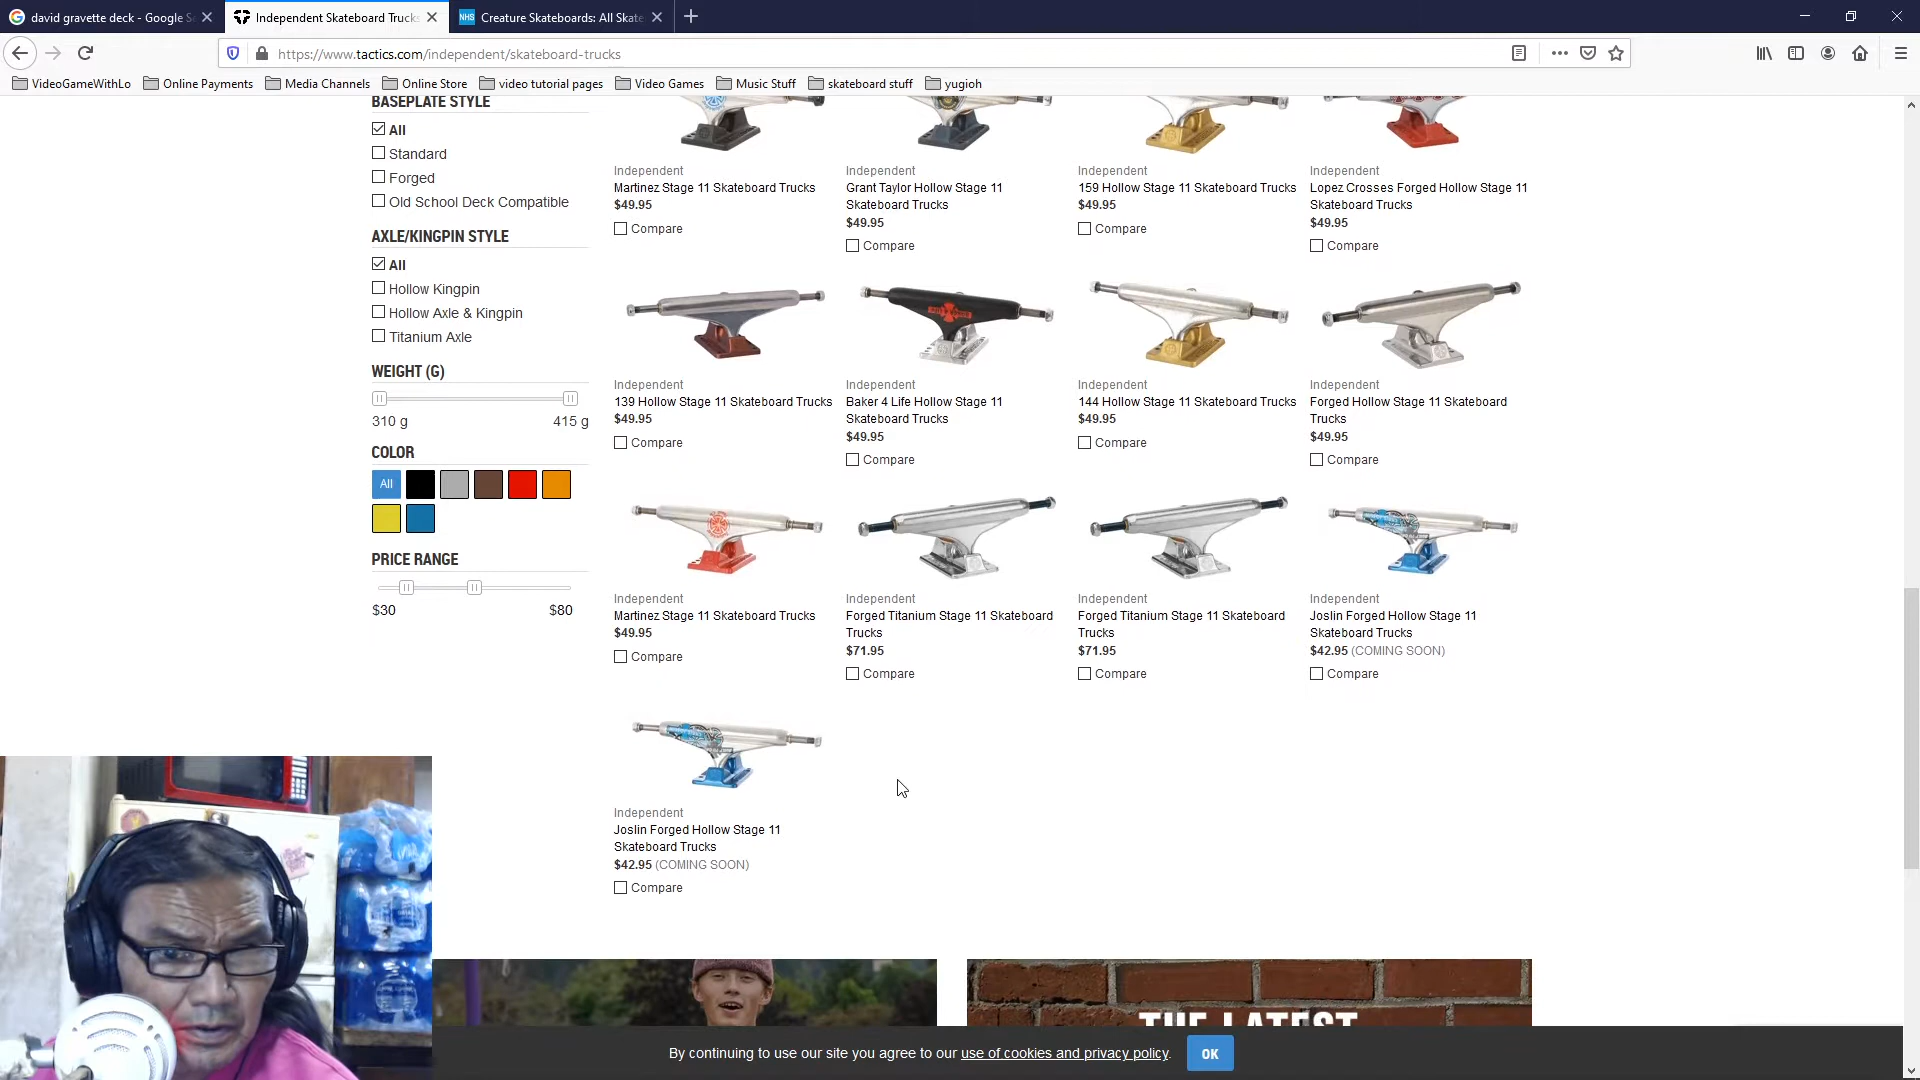 david gravette deck - Google S
Independent Skateboard Trucks
NHS Creature Skateboards: All Skate
https://www.tactics.com/independent/skateboard-trucks
VideoGameWithLo
Online Payments
Media Channels
Online Store
video tutorial pages
Video Games
Music Stuff
skateboard stuff
yugioh
BASEPLATE STYLE
All
Standard
Forged
Old School Deck Compatible
AXLE/KINGPIN STYLE
All
Hollow Kingpin
Hollow Axle & Kingpin
Titanium Axle
WEIGHT (G)
310 g
415 g
COLOR
All
PRICE RANGE
$30
$80
Independent
Martinez Stage 11 Skateboard Trucks
$49.95
Compare
Independent
Grant Taylor Hollow Stage 11
Skateboard Trucks
$49.95
Compare
Independent
159 Hollow Stage 11 Skateboard Trucks
$49.95
Compare
Independent
Lopez Crosses Forged Hollow Stage 11
Skateboard Trucks
$49.95
Compare
Independent
139 Hollow Stage 11 Skateboard Trucks
$49.95
Compare
Independent
Baker 4 Life Hollow Stage 11
Skateboard Trucks
$49.95
Compare
Independent
144 Hollow Stage 11 Skateboard Trucks
$49.95
Compare
Independent
Forged Hollow Stage 11 Skateboard
Trucks
$49.95
Compare
Independent
Martinez Stage 11 Skateboard Trucks
$49.95
Compare
Independent
Forged Titanium Stage 11 Skateboard
Trucks
$71.95
Compare
Independent
Forged Titanium Stage 11 Skateboard
Trucks
$71.95
Compare
Independent
Joslin Forged Hollow Stage 11
Skateboard Trucks
$42.95 (COMING SOON)
Compare
Independent
Joslin Forged Hollow Stage 11
Skateboard Trucks
$42.95 (COMING SOON)
Compare
THE LATEST
By continuing to use our site you agree to our use of cookies and privacy policy.
OK